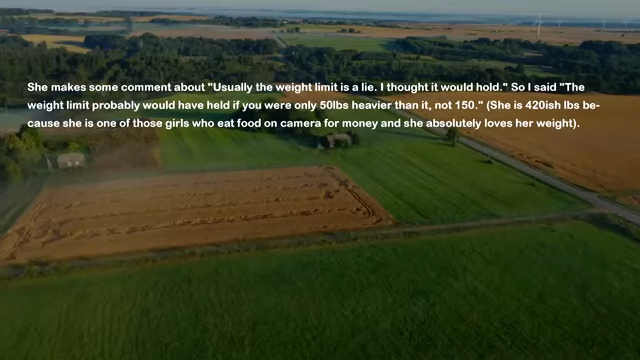 She makes some comment about "Usually the weight limit is a lie. I thought it would hold." So I said "The
weight limit probably would have held if you were only 50lbs heavier than it, not 150." (She is 420ish lbs be-
cause she is one of those girls who eat food on camera for money and she absolutely loves her weight).